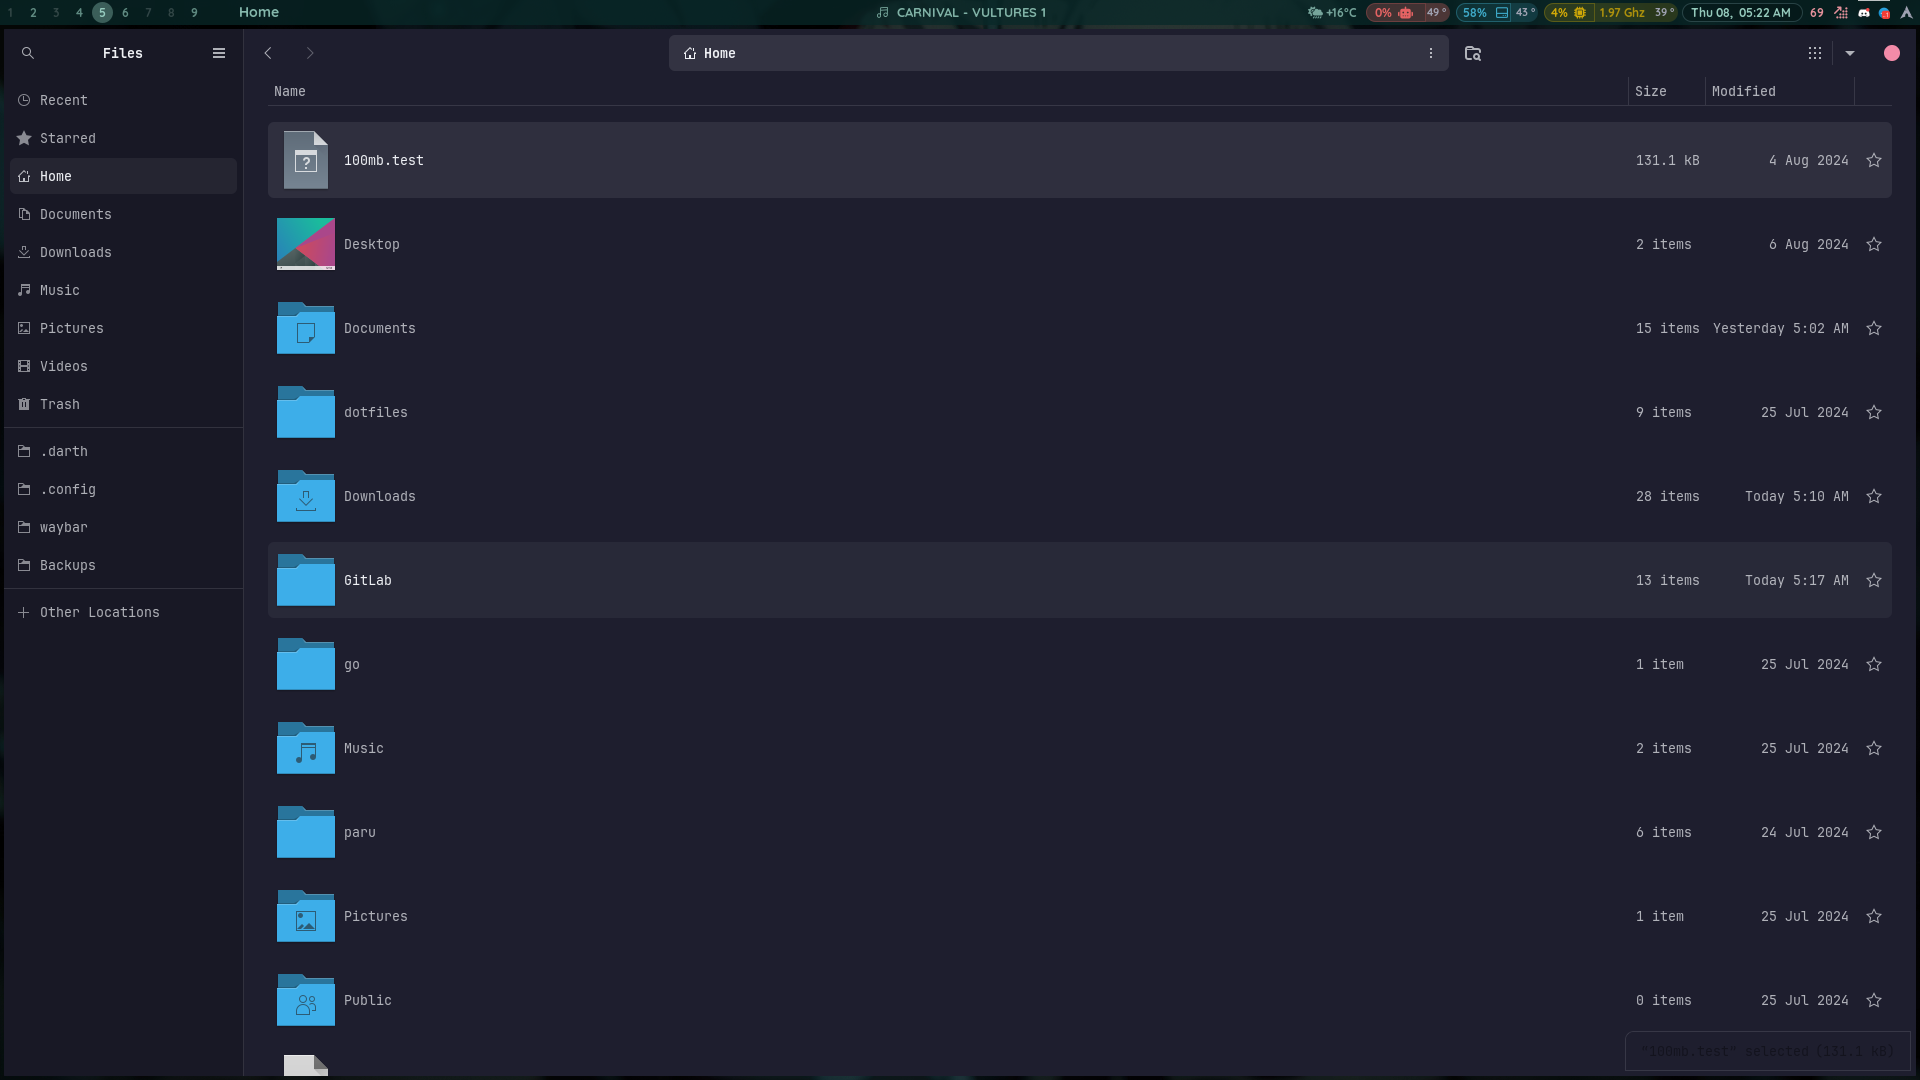 1 2 3 4 5 6 7 8 9 Home CARNIVAL - VULTURES 1 +16°C 0% 49° 58% 43° 4% 1.97 Ghz 39° Thu 08, 05:22 AM 69
Files Home
Name Size Modified
Recent
Starred
Home
Documents
Downloads
Music
Pictures
Videos
Trash
.darth
.config
waybar
Backups
Other Locations
100mb.test 131.1 kB 4 Aug 2024
Desktop 2 items 6 Aug 2024
Documents 15 items Yesterday 5:02 AM
dotfiles 9 items 25 Jul 2024
Downloads 28 items Today 5:10 AM
GitLab 13 items Today 5:17 AM
go 1 item 25 Jul 2024
Music 2 items 25 Jul 2024
paru 6 items 24 Jul 2024
Pictures 1 item 25 Jul 2024
Public 0 items 25 Jul 2024
"100mb.test" selected (131.1 kB)